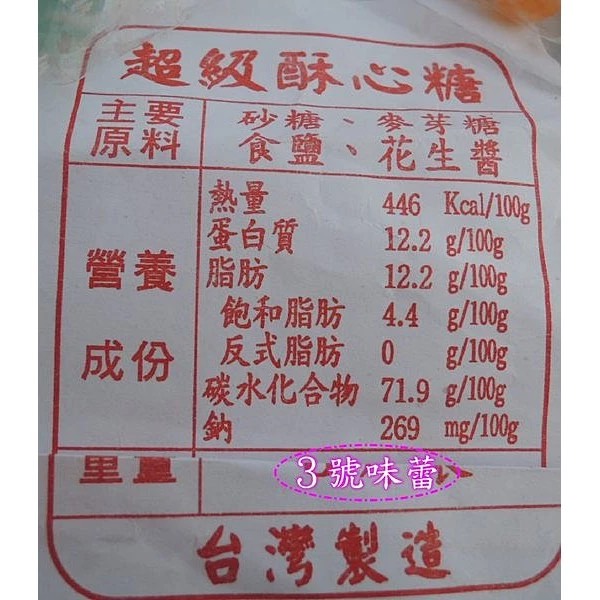 超級酥心糖
主要原料
砂糖、麥芽糖
食鹽、花生醬
營養成份
熱量 446 Kcal/100g
蛋白質 12.2 g/100g
脂肪 12.2 g/100g
飽和脂肪 4.4 g/100g
反式脂肪 0 g/100g
碳水化合物 71.9 g/100g
鈉 269 mg/100g
3號味蕾
台灣製造